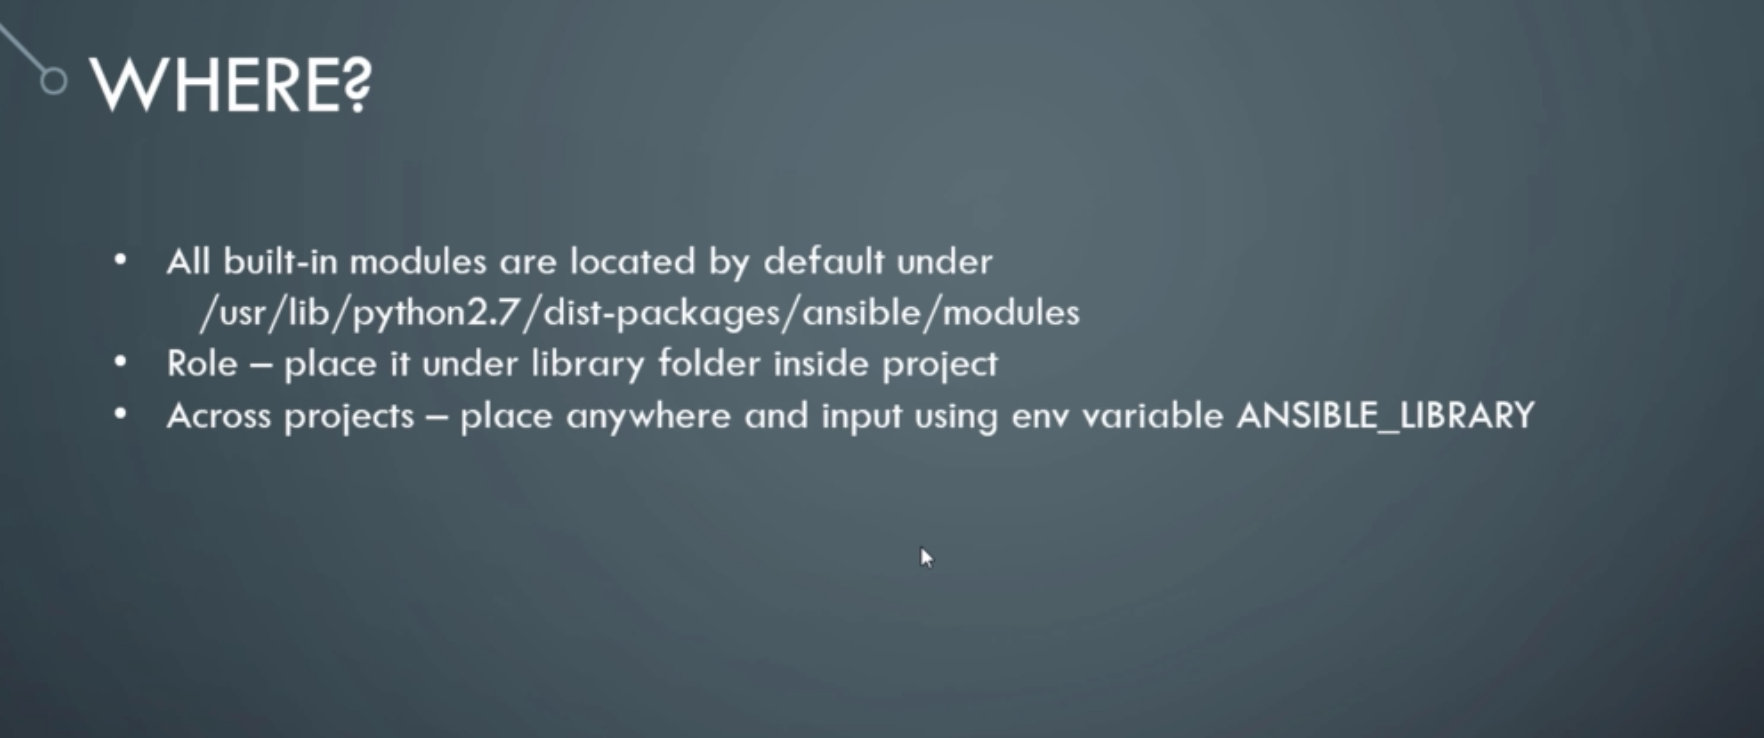 WHERE?
• All built-in modules are located by default under
/usr/lib/python2.7/dist-packages/ansible/modules
• Role – place it under library folder inside project
• Across projects – place anywhere and input using env variable ANSIBLE_LIBRARY